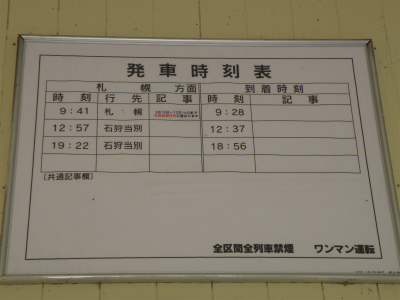 発車時刻表
札幌方面 到着時刻
時刻 行先 記事 時刻 記事
9:41 札幌 9:28
12:57 石狩当別 12:37
19:22 石狩当別 18:56
(共通記事欄)
全区間全列車禁煙 ワンマン運転